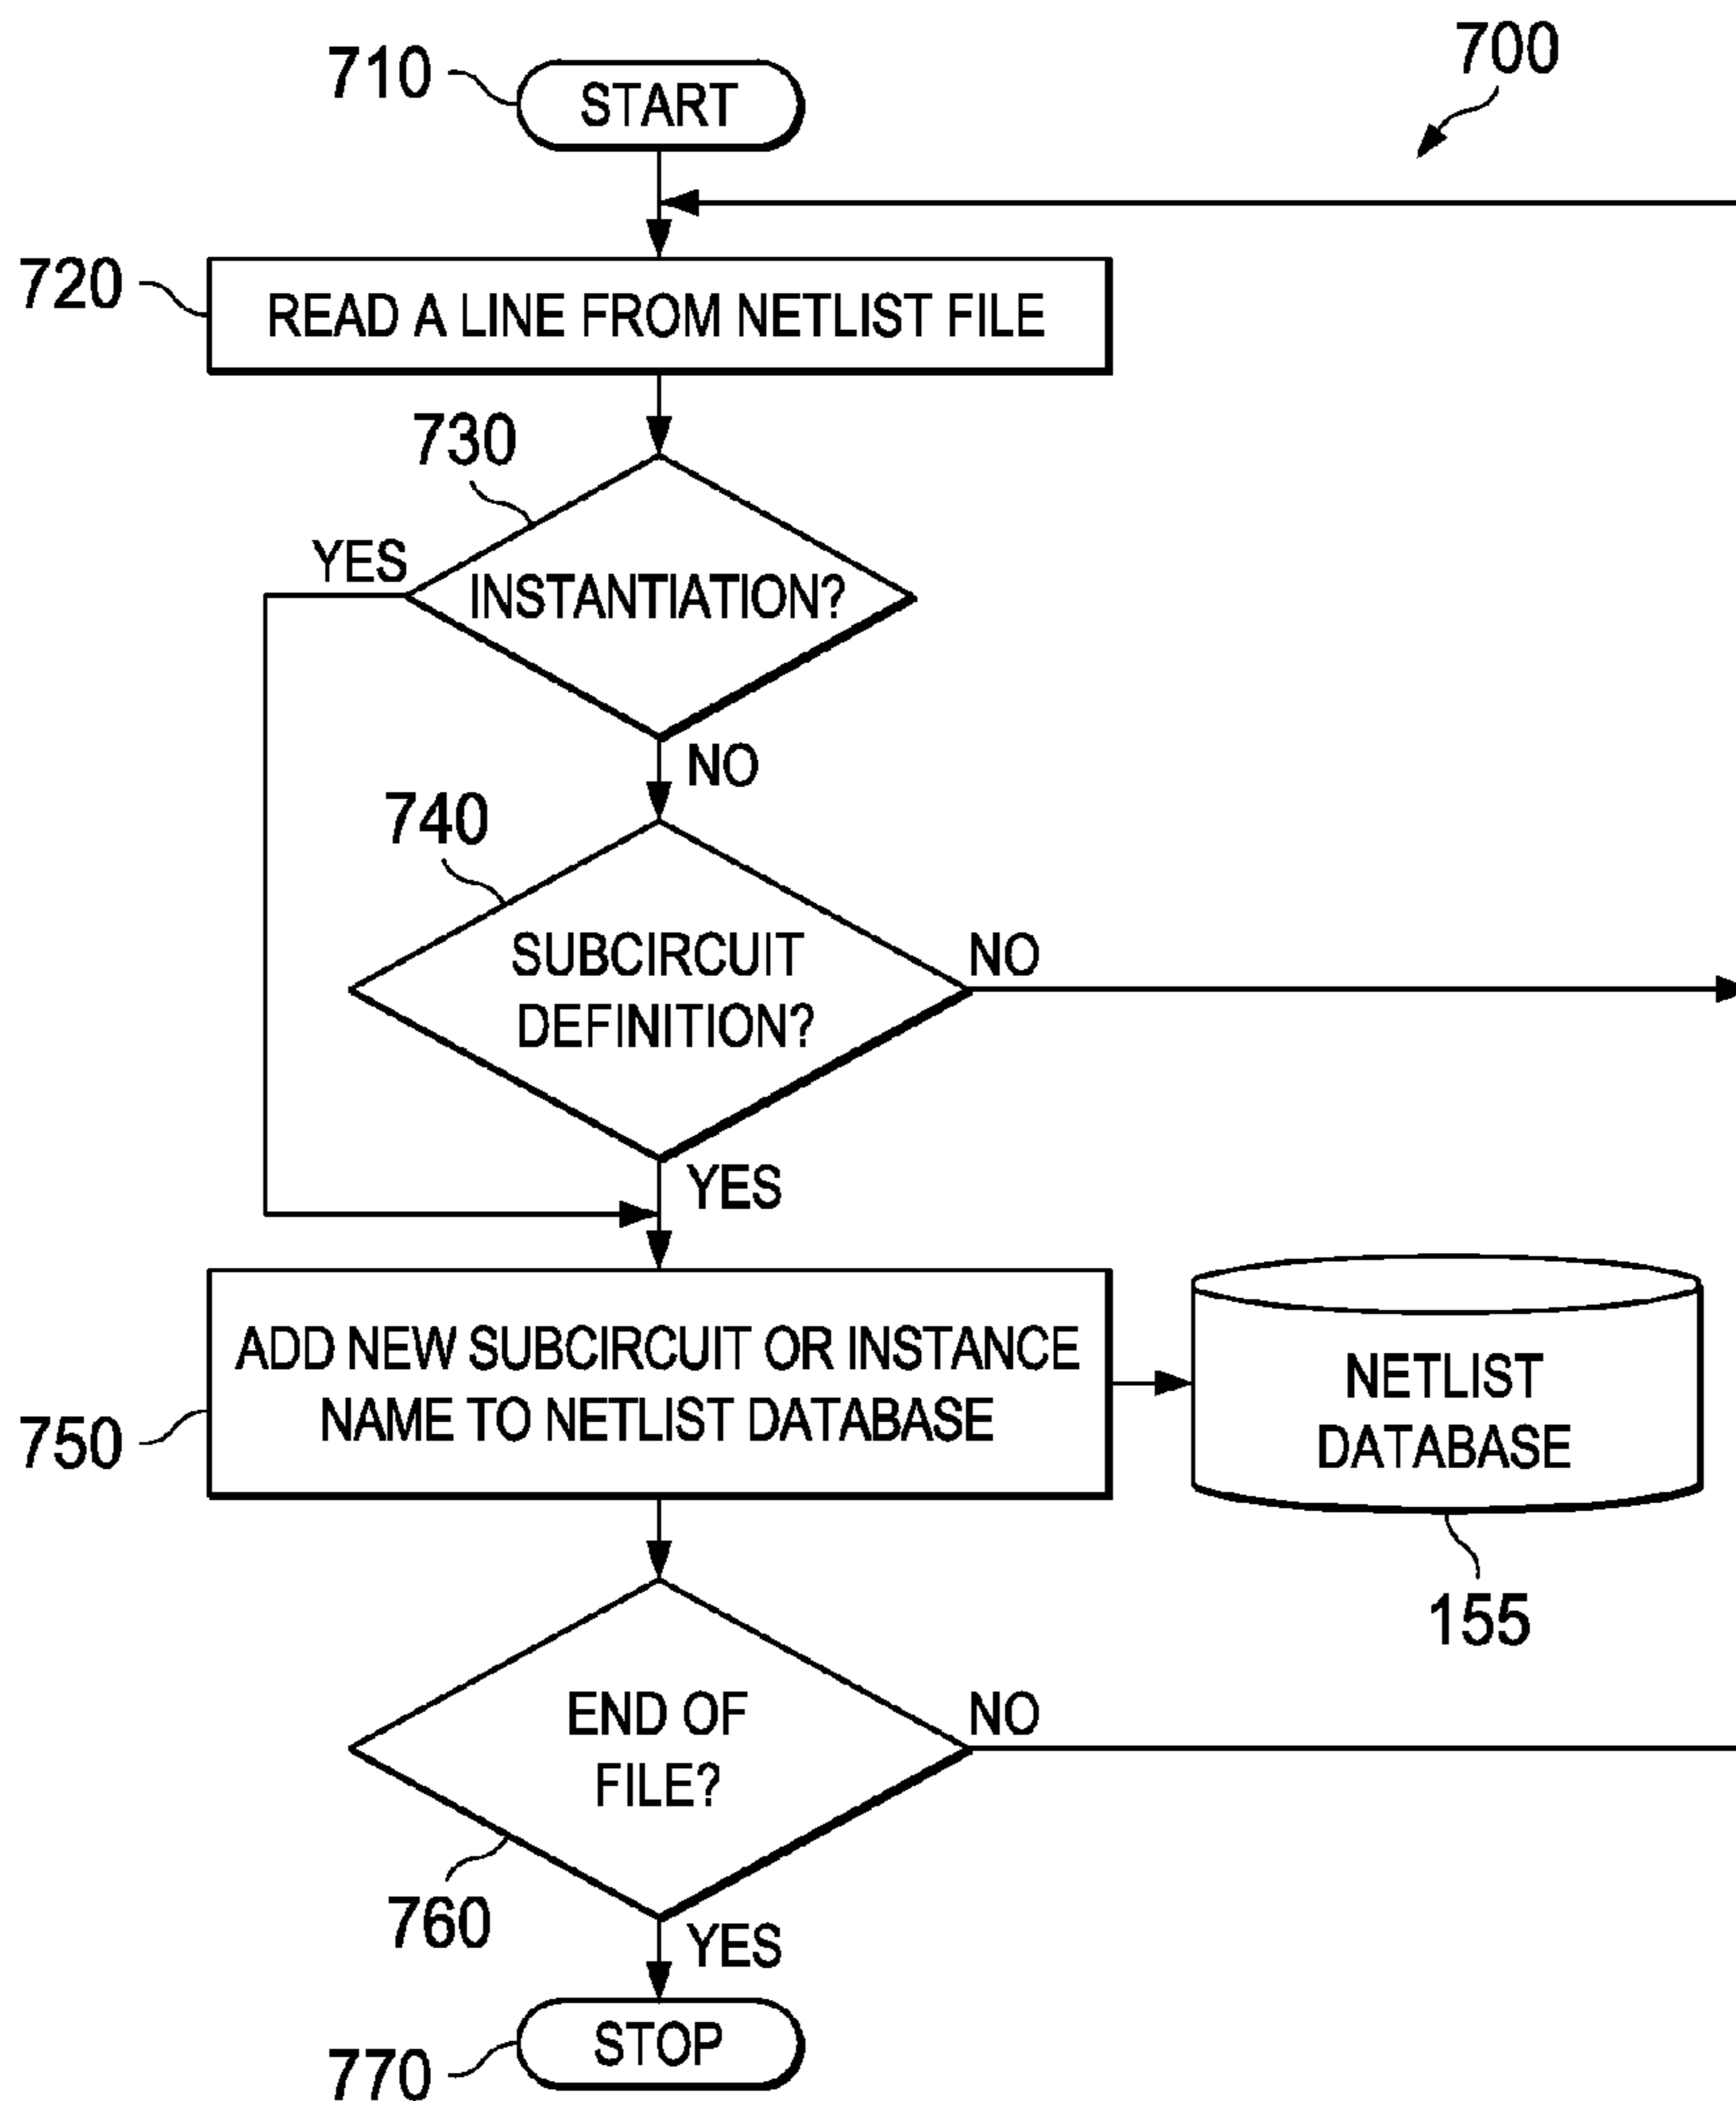 700
710
START
720
READ A LINE FROM NETLIST FILE
730
YES
INSTANTIATION?
NO
740
SUBCIRCUIT
DEFINITION?
NO
YES
750
ADD NEW SUBCIRCUIT OR INSTANCE
NAME TO NETLIST DATABASE
NETLIST
DATABASE
155
END OF
FILE?
NO
760
YES
770
STOP